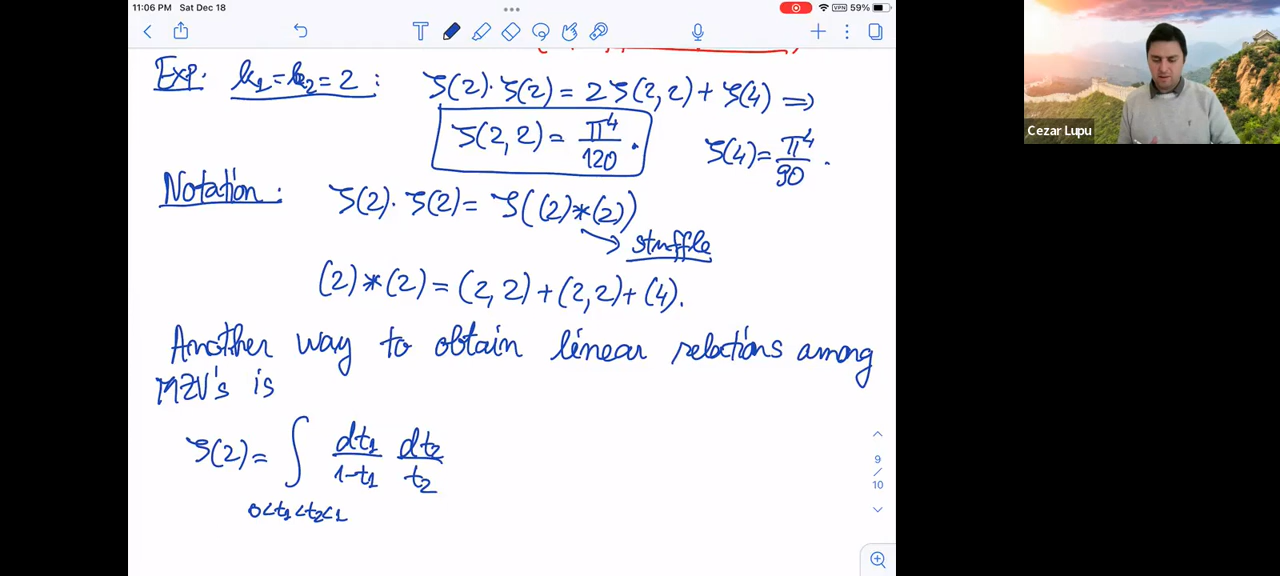 11:06 PM Sat Dec 18
VPN 59%
Exp: k₁=k₂=2: ζ(2)·ζ(2)=2ζ(2,2)+ζ(4) ⇒
ζ(2,2)=π⁴/120. ζ(4)=π⁴/90.
Cezar Lupu
Notation: ζ(2)·ζ(2)=ζ((2)*(2))
→ stuffle
(2)*(2)=(2,2)+(2,2)+(4).
Another way to obtain linear relations among
MZV's is
ζ(2)= ∫ dt₁/1-t₁ dt₂/t₂
0<t₁<t₂<1
9
/
10